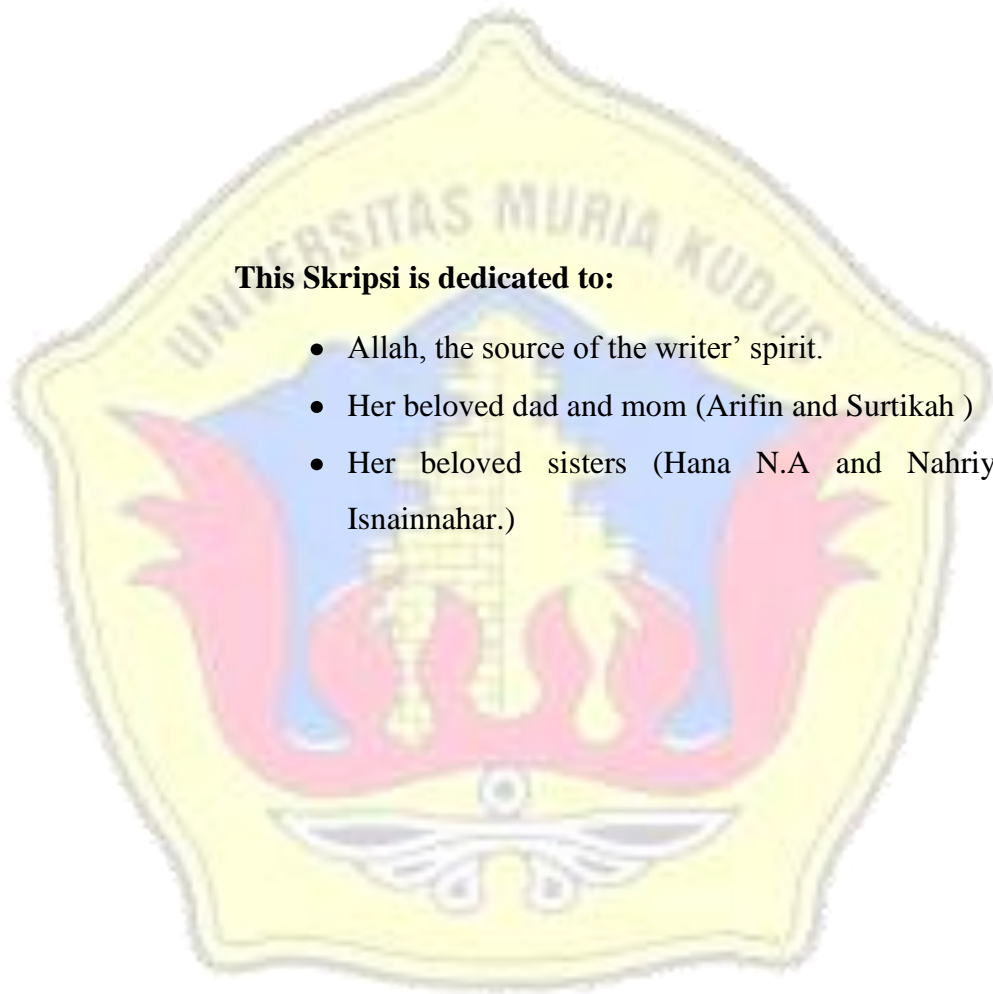 UNIVERSITAS MURIA KUDUS
This Skripsi is dedicated to:
• Allah, the source of the writer’ spirit.
• Her beloved dad and mom (Arifin and Surtikah )
• Her beloved sisters (Hana N.A and Nahriy
Isnainnahar.)